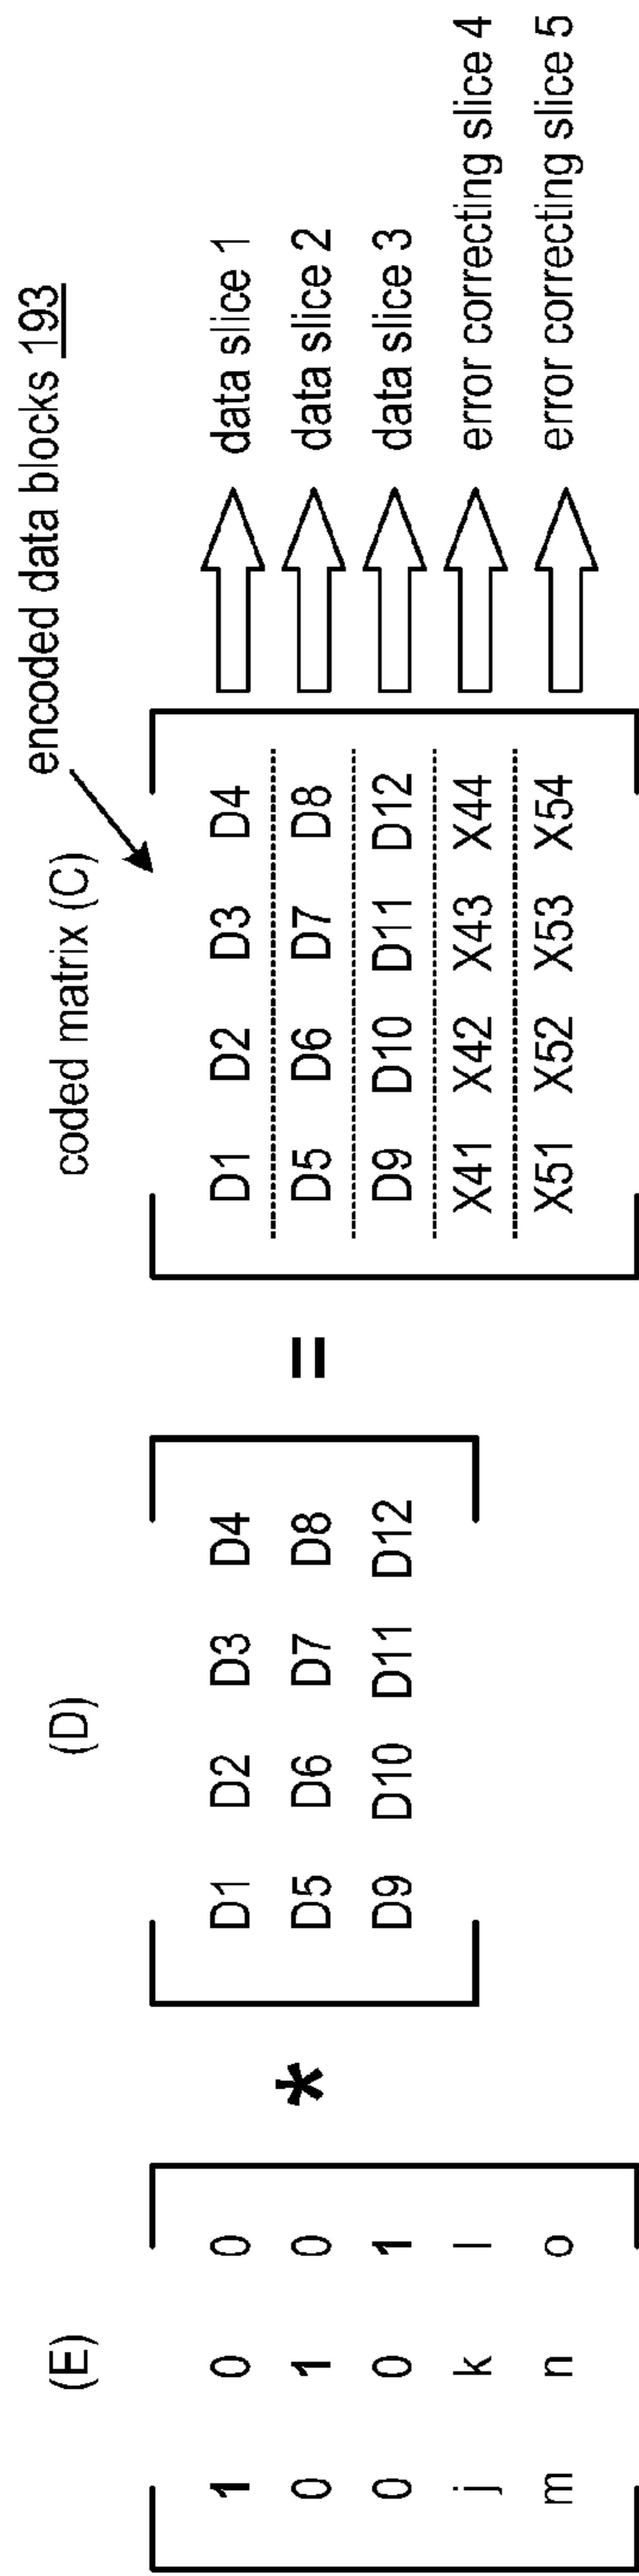 encoded data blocks 193
(E) (D) coded matrix (C)
1 0 0 * D1 D2 D3 D4 = D1 D2 D3 D4 data slice 1
0 1 0 D5 D6 D7 D8 D5 D6 D7 D8 data slice 2
0 0 1 D9 D10 D11 D12 D9 D10 D11 D12 data slice 3
j k l X41 X42 X43 X44 error correcting slice 4
m n o X51 X52 X53 X54 error correcting slice 5